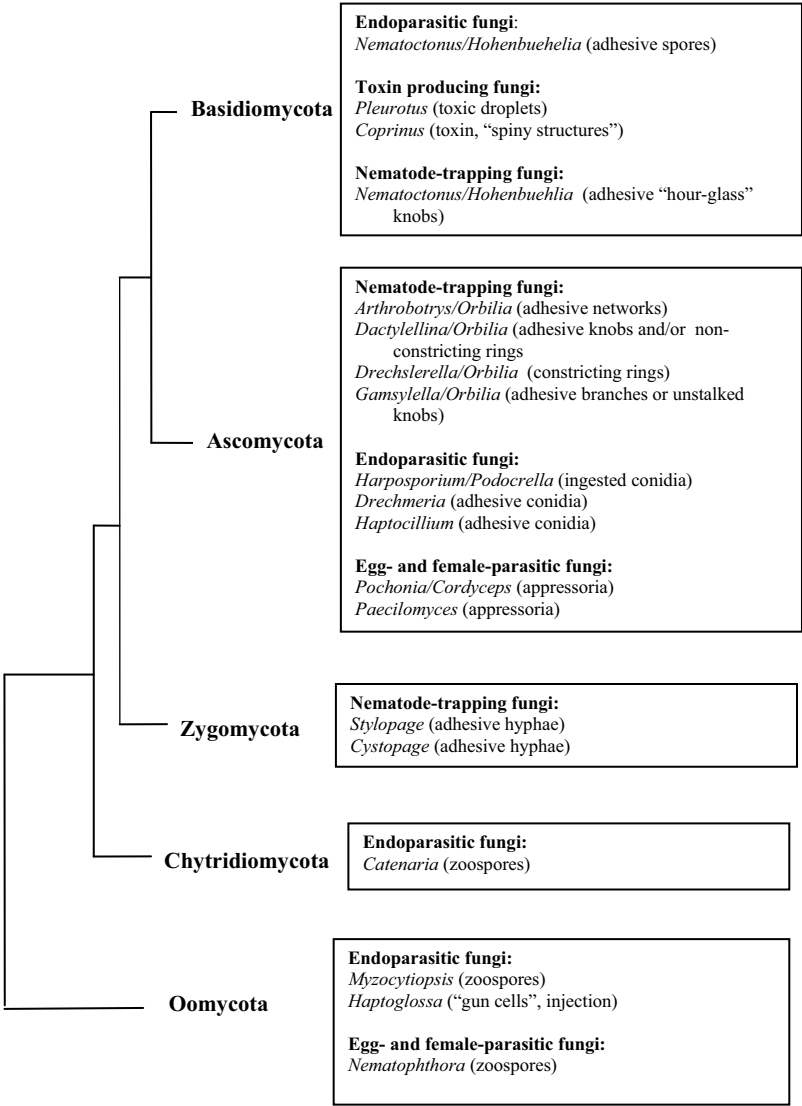 Basidiomycota
Endoparasitic fungi:
Nematoctonus/Hohenbuehelia (adhesive spores)
Toxin producing fungi:
Pleurotus (toxic droplets)
Coprinus (toxin, “spiny structures”)
Nematode-trapping fungi:
Nematoctonus/Hohenbuehlia (adhesive “hour-glass”
knobs)
Ascomycota
Nematode-trapping fungi:
Arthrobotrys/Orbilia (adhesive networks)
Dactylellina/Orbilia (adhesive knobs and/or non-
constricting rings
Drechslerella/Orbilia (constricting rings)
Gamsylella/Orbilia (adhesive branches or unstalked
knobs)
Endoparasitic fungi:
Harposporium/Podocrella (ingested conidia)
Drechmeria (adhesive conidia)
Haptocillium (adhesive conidia)
Egg- and female-parasitic fungi:
Pochonia/Cordyceps (appressoria)
Paecilomyces (appressoria)
Zygomycota
Nematode-trapping fungi:
Stylopage (adhesive hyphae)
Cystopage (adhesive hyphae)
Chytridiomycota
Endoparasitic fungi:
Catenaria (zoospores)
Oomycota
Endoparasitic fungi:
Myzocytiopsis (zoospores)
Haptoglossa (“gun cells”, injection)
Egg- and female-parasitic fungi:
Nematophthora (zoospores)